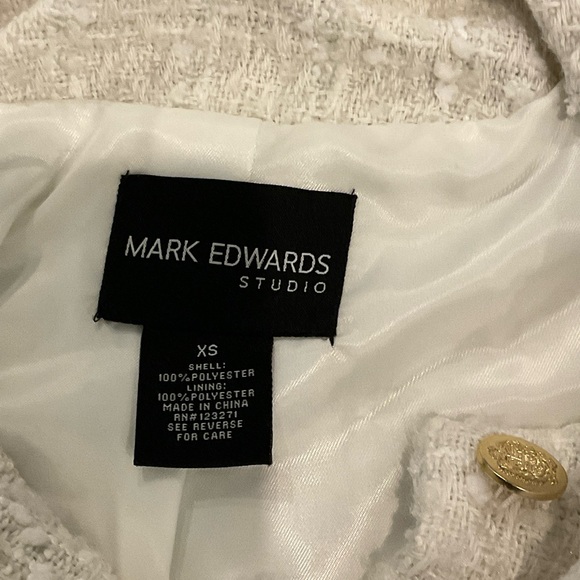 MARK EDWARDS
STUDIO
XS
SHELL:
100%POLYESTER
LINING:
100%POLYESTER
MADE IN CHINA
RN#123271
SEE REVERSE
FOR CARE